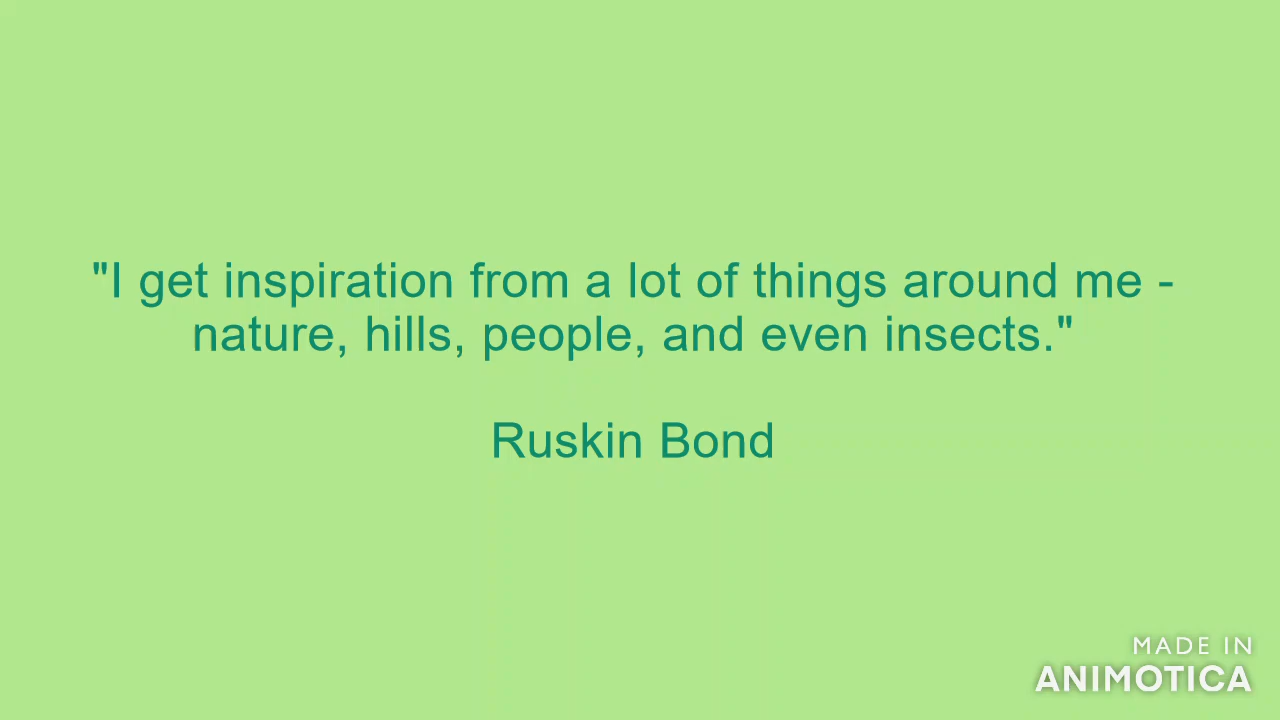 "I get inspiration from a lot of things around me -
nature, hills, people, and even insects."
Ruskin Bond
MADE IN
ANIMOTICA